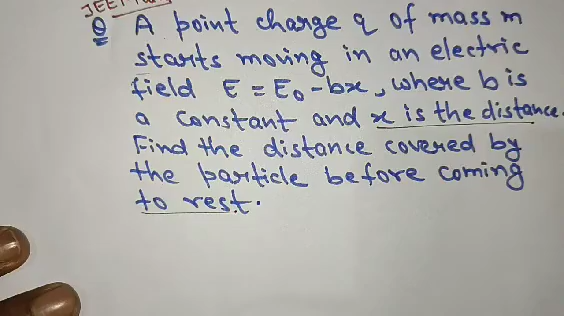 JEE
Q A point charge q of mass m
starts moving in an electric
field E = E₀ - bx, where b is
a constant and x is the distance.
Find the distance covered by
the particle before coming
to rest.